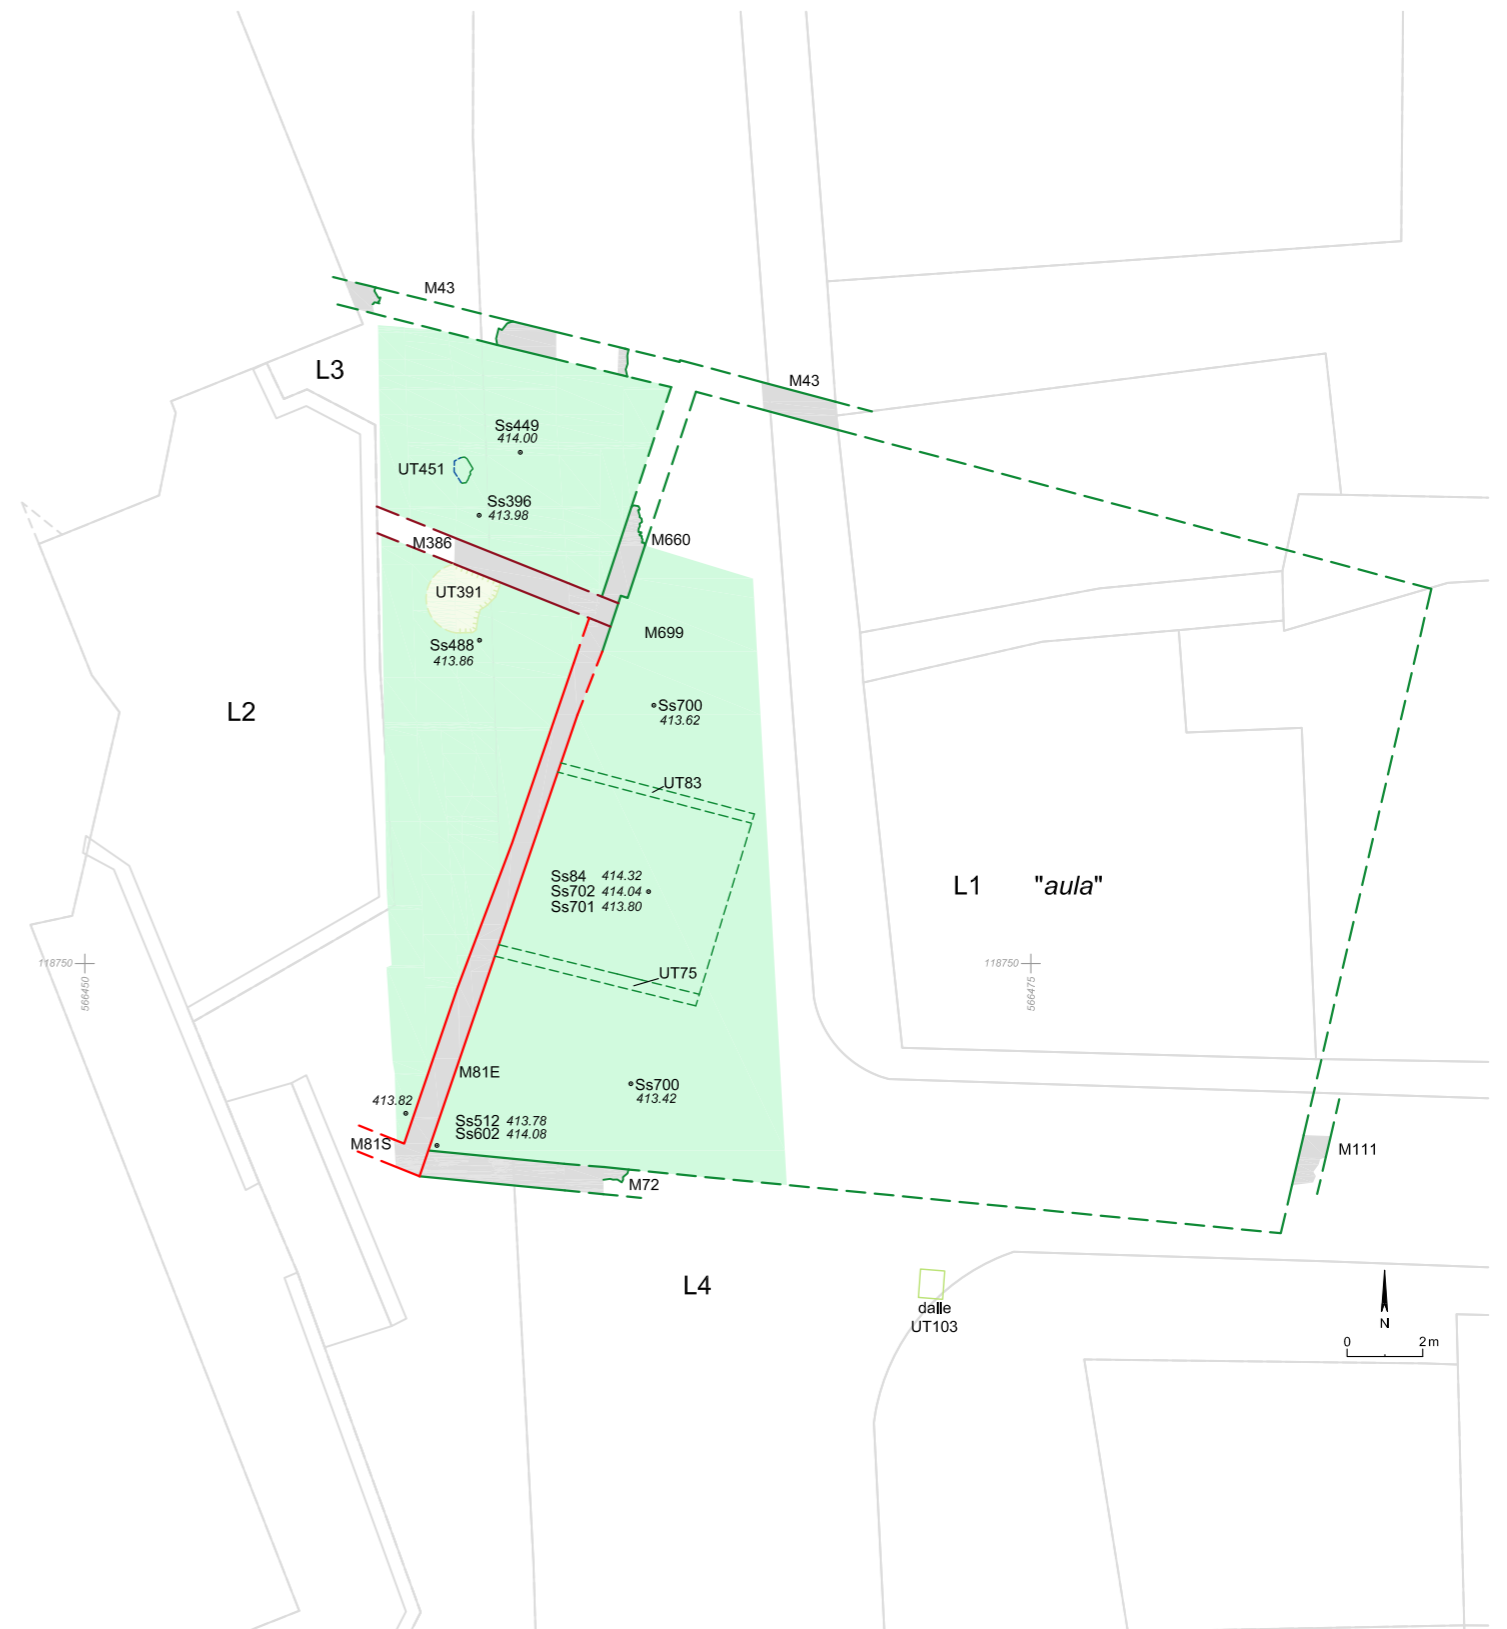 M43
L3
M43
Ss449
414.00
UT451
Ss396
413.98
M386
M660
UT391
M699
Ss488
413.86
L2
Ss700
413.62
UT83
Ss84 414.32
Ss702 414.04
Ss701 413.80
L1 "aula"
118750
566450
UT75
118750
566475
M81E
Ss700
413.42
413.82
Ss512 413.78
Ss602 414.08
M81S
M111
M72
L4
dalle
UT103
N
0 2 m